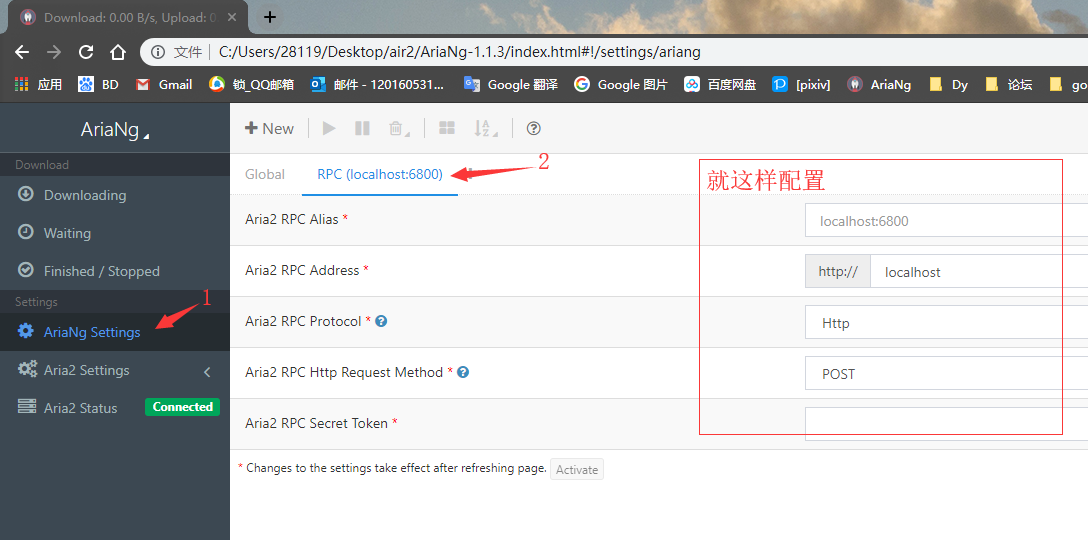 Download: 0.00 B/s, Upload: 0
文件 C:/Users/28119/Desktop/air2/AriaNg-1.1.3/index.html#!/settings/ariang
应用 BD Gmail 锁_QQ邮箱 邮件 - 120160531... Google 翻译 Google 图片 百度网盘 [pixiv] AriaNg Dy 论坛 go
AriaNg
New
Download
Global
RPC (localhost:6800)
2
就这样配置
Downloading
Aria2 RPC Alias *
localhost:6800
Waiting
Finished / Stopped
Aria2 RPC Address *
http://
localhost
Settings
1
AriaNg Settings
Aria2 RPC Protocol *
Http
Aria2 Settings
Aria2 RPC Http Request Method *
POST
Aria2 Status
Connected
Aria2 RPC Secret Token *
* Changes to the settings take effect after refreshing page. Activate